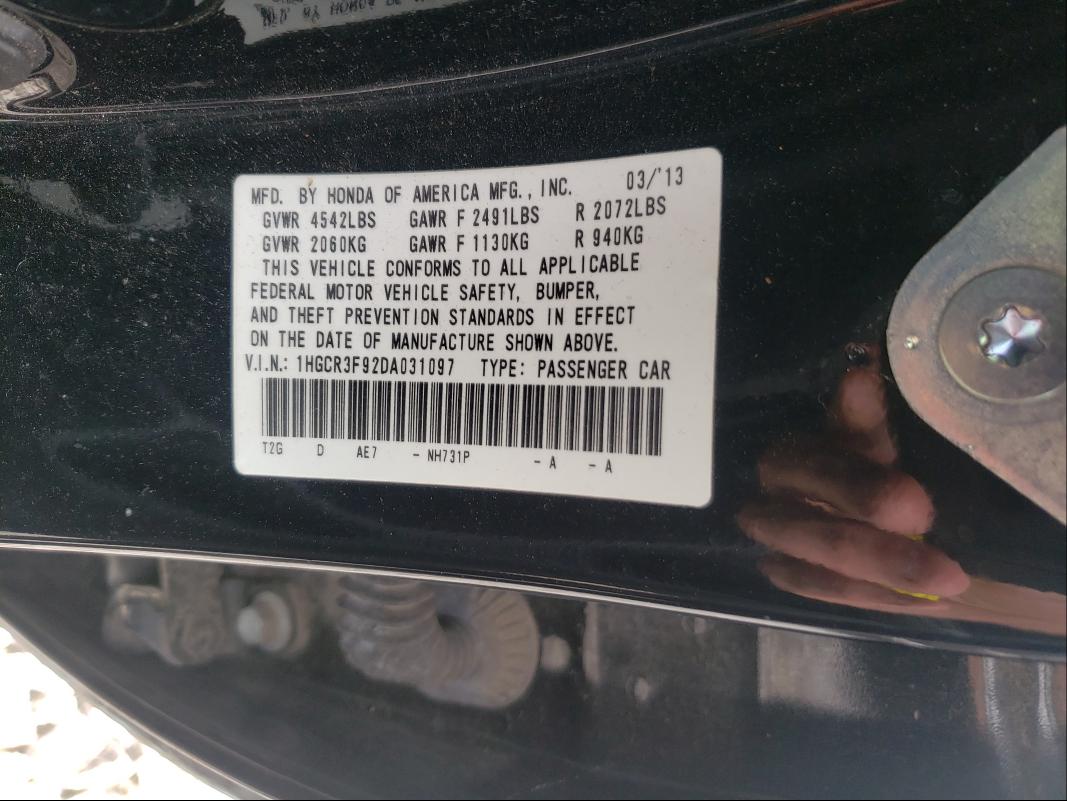 MFD. BY HONDA OF AMERICA MFG., INC. 03/'13
GVWR 4542LBS GAWR F 2491LBS R 2072LBS
GVWR 2060KG GAWR F 1130KG R 940KG
THIS VEHICLE CONFORMS TO ALL APPLICABLE
FEDERAL MOTOR VEHICLE SAFETY, BUMPER,
AND THEFT PREVENTION STANDARDS IN EFFECT
ON THE DATE OF MANUFACTURE SHOWN ABOVE.
V.I.N.: 1HGCR3F92DA031097 TYPE: PASSENGER CAR
T2G D AE7 - NH731P - A - A